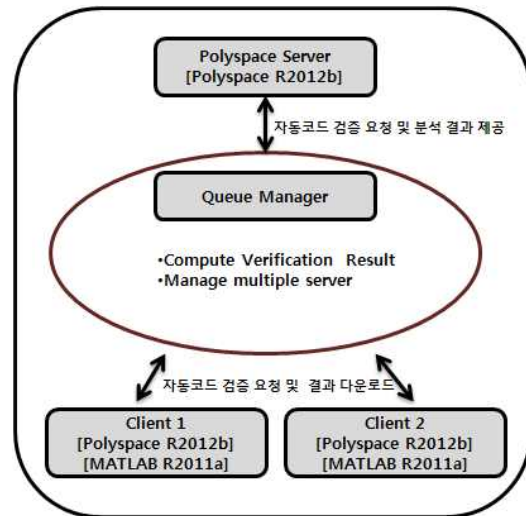 Polyspace Server
[Polyspace R2012b]
자동코드 검증 요청 및 분석 결과 제공
Queue Manager
•Compute Verification Result
•Manage multiple server
자동코드 검증 요청 및 결과 다운로드
Client 1
[Polyspace R2012b]
[MATLAB R2011a]
Client 2
[Polyspace R2012b]
[MATLAB R2011a]